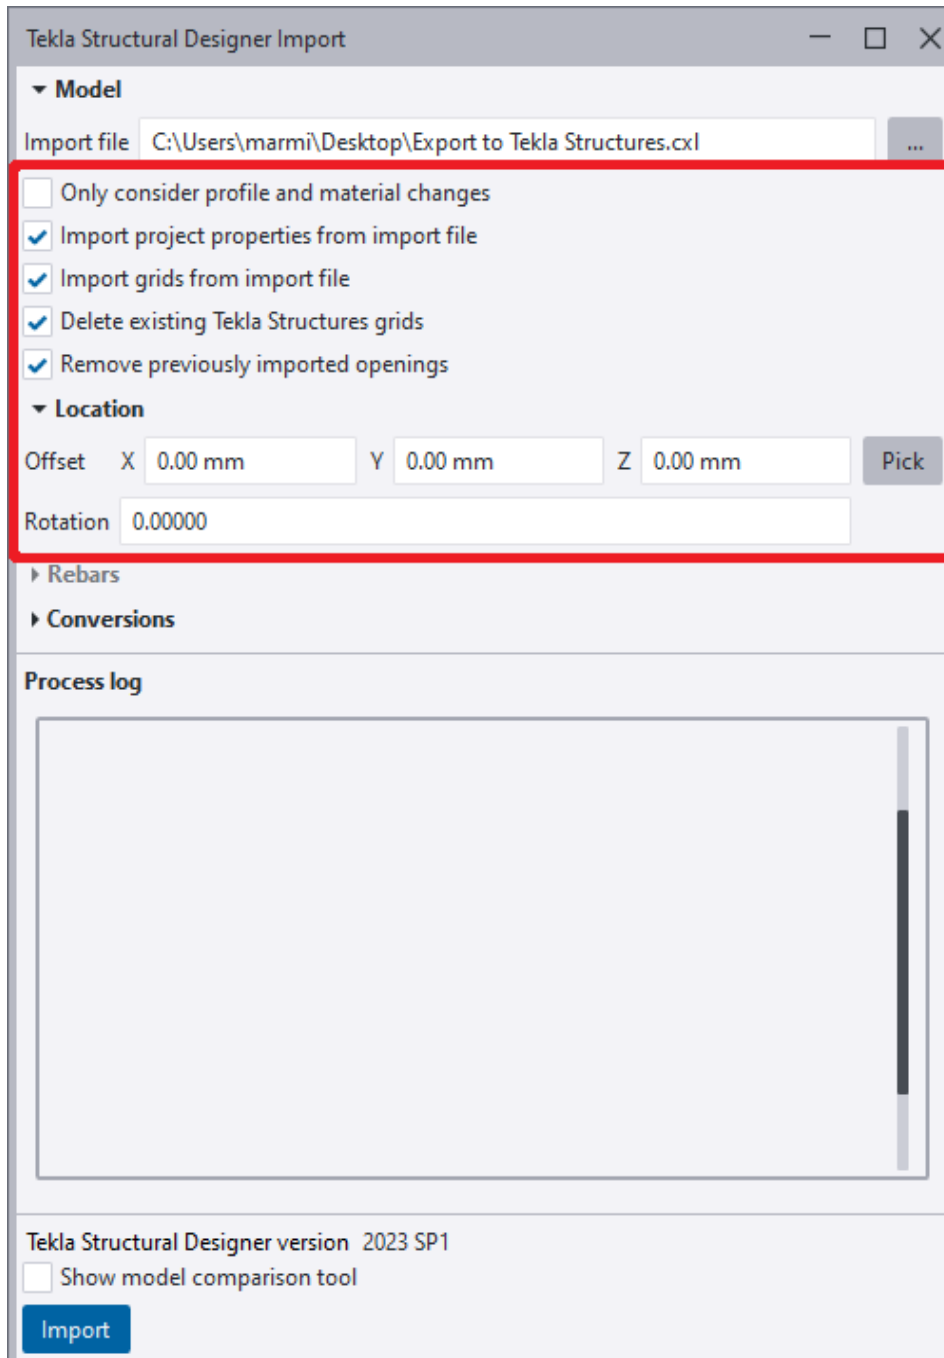 Tekla Structural Designer Import
Model
Import file C:\Users\marmi\Desktop\Export to Tekla Structures.cxl ...
Only consider profile and material changes
Import project properties from import file
Import grids from import file
Delete existing Tekla Structures grids
Remove previously imported openings
Location
Offset X 0.00 mm Y 0.00 mm Z 0.00 mm Pick
Rotation 0.00000
Rebars
Conversions
Process log
Tekla Structural Designer version 2023 SP1
Show model comparison tool
Import